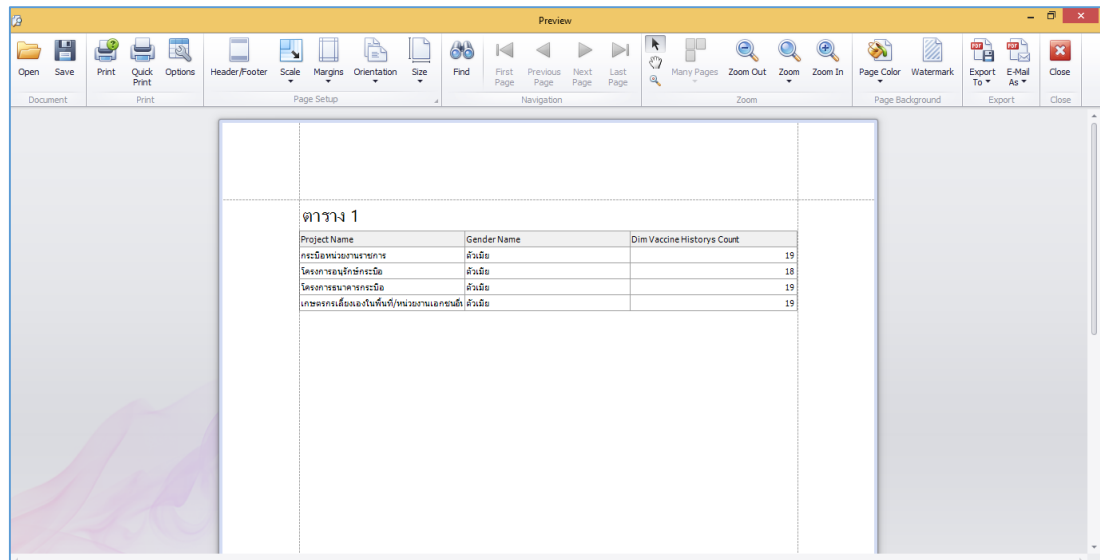 Preview
Open Save Print Quick Print Options Header/Footer Scale Margins Orientation Size Find First Page Previous Page Next Page Last Page Many Pages Zoom Out Zoom Zoom In Page Color Watermark Export To E-Mail As Close
Document Print Page Setup Navigation Zoom Page Background Export Close
ตาราง 1
Project Name Gender Name Dim Vaccine Historys Count
กระบือหน่วยงานราชการ ตัวเมีย 19
โครงการอนุรักษ์กระบือ ตัวเมีย 18
โครงการธนาคารกระบือ ตัวเมีย 19
เกษตรกรเลี้ยงเองในพื้นที่/หน่วยงานเอกชนอื่น ตัวเมีย 19